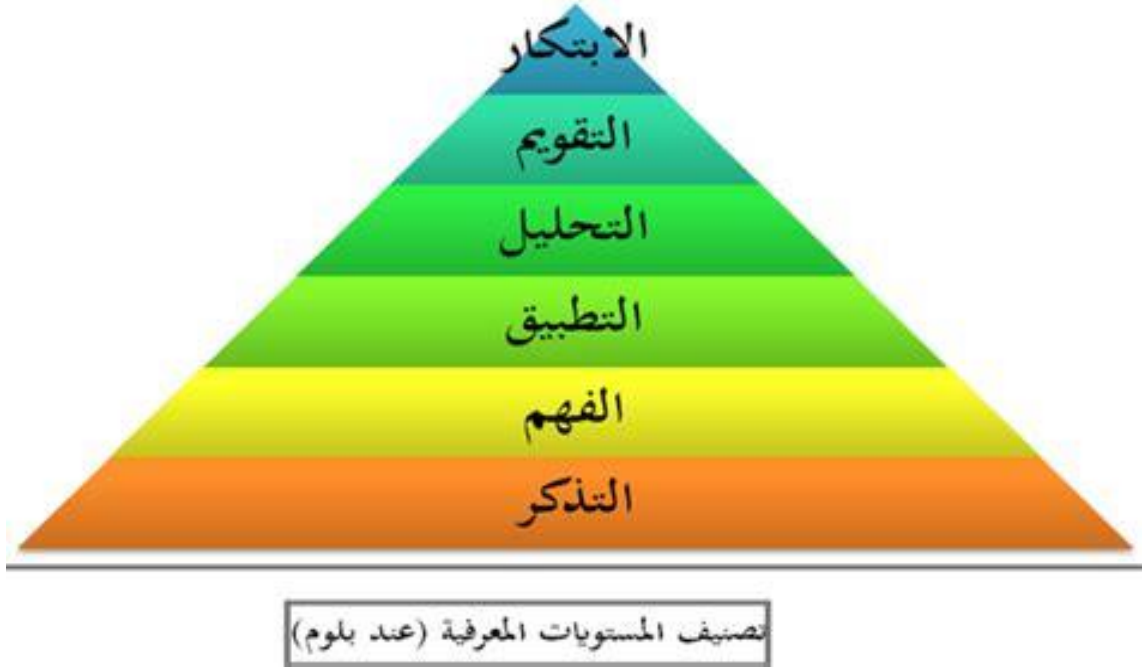 الابتكار
التقويم
التحليل
التطبيق
الفهم
التذكر
تصنيف المستويات المعرفية (عند بلوم)